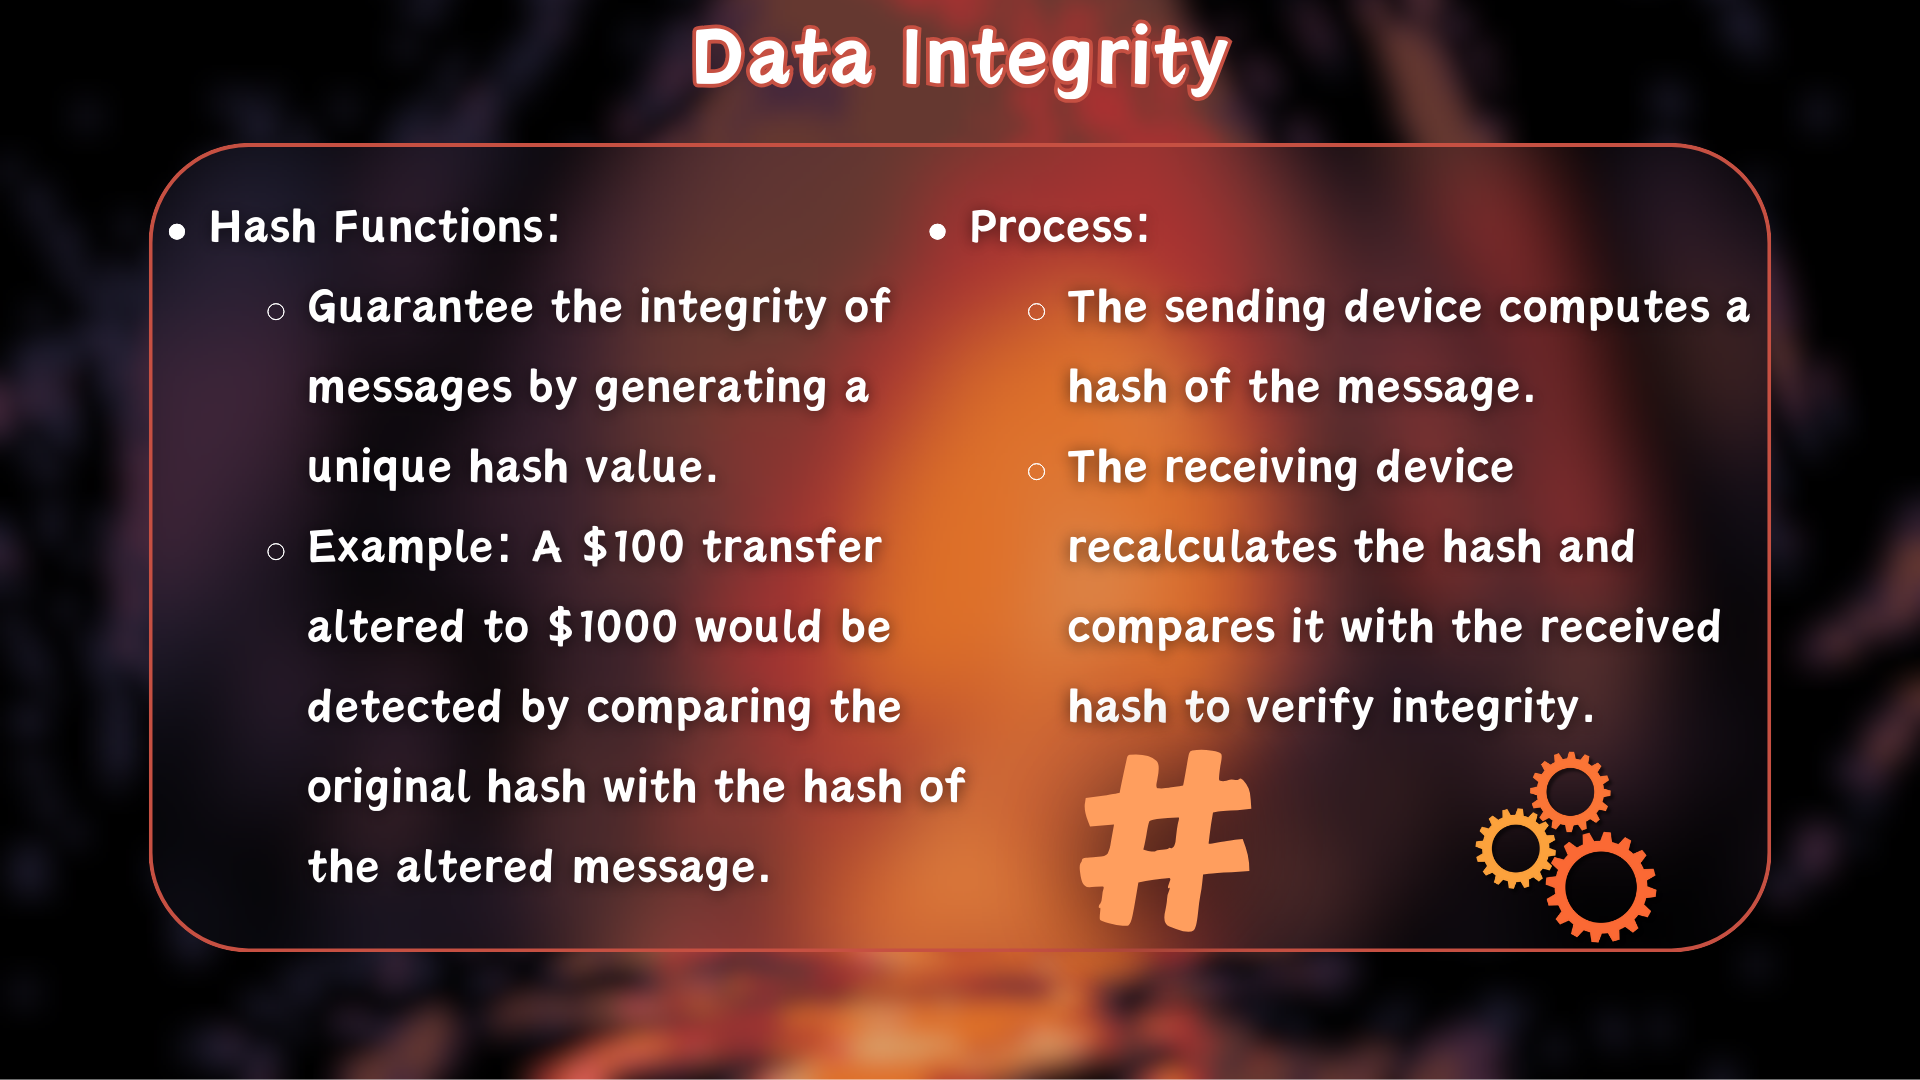 Data Integrity
• Hash Functions:
○ Guarantee the integrity of
messages by generating a
unique hash value.
○ Example: A $100 transfer
altered to $1000 would be
detected by comparing the
original hash with the hash of
the altered message.
• Process:
○ The sending device computes a
hash of the message.
○ The receiving device
recalculates the hash and
compares it with the received
hash to verify integrity.
#